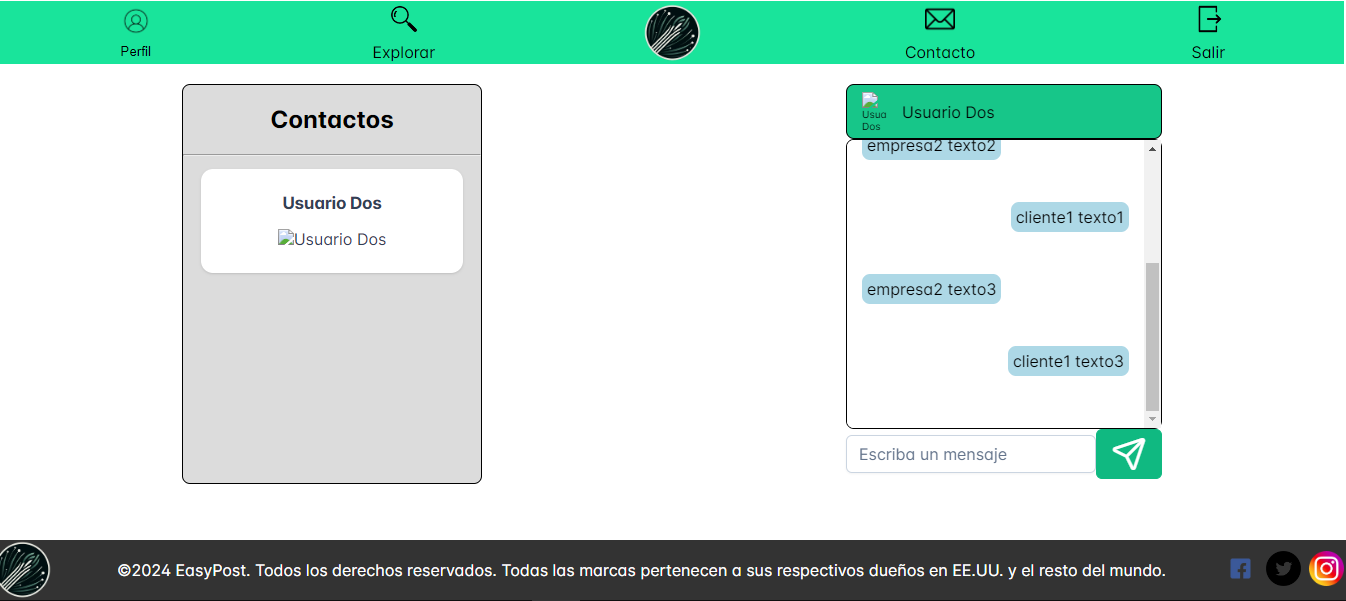 Perfil
Explorar
Contacto
Salir
Contactos
Usuario Dos
Usuario Dos
Usua
Dos
Usuario Dos
empresa2 texto2
cliente1 texto1
empresa2 texto3
cliente1 texto3
Escriba un mensaje
©2024 EasyPost. Todos los derechos reservados. Todas las marcas pertenecen a sus respectivos dueños en EE.UU. y el resto del mundo.